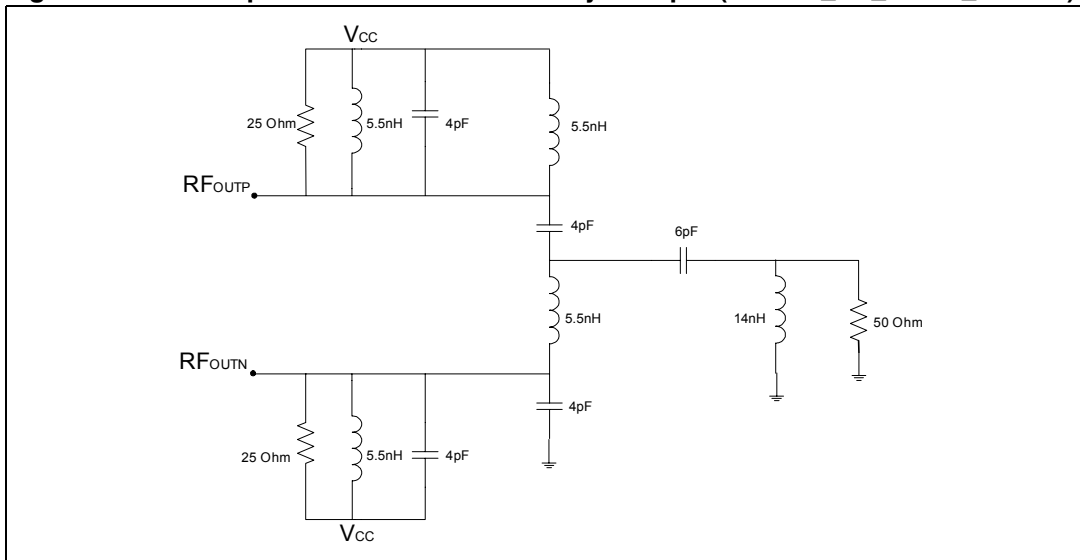 VCC
25 Ohm
5.5nH
4pF
5.5nH
RFOUTP
4pF
6pF
5.5nH
14nH
50 Ohm
RFOUTN
4pF
25 Ohm
5.5nH
4pF
VCC